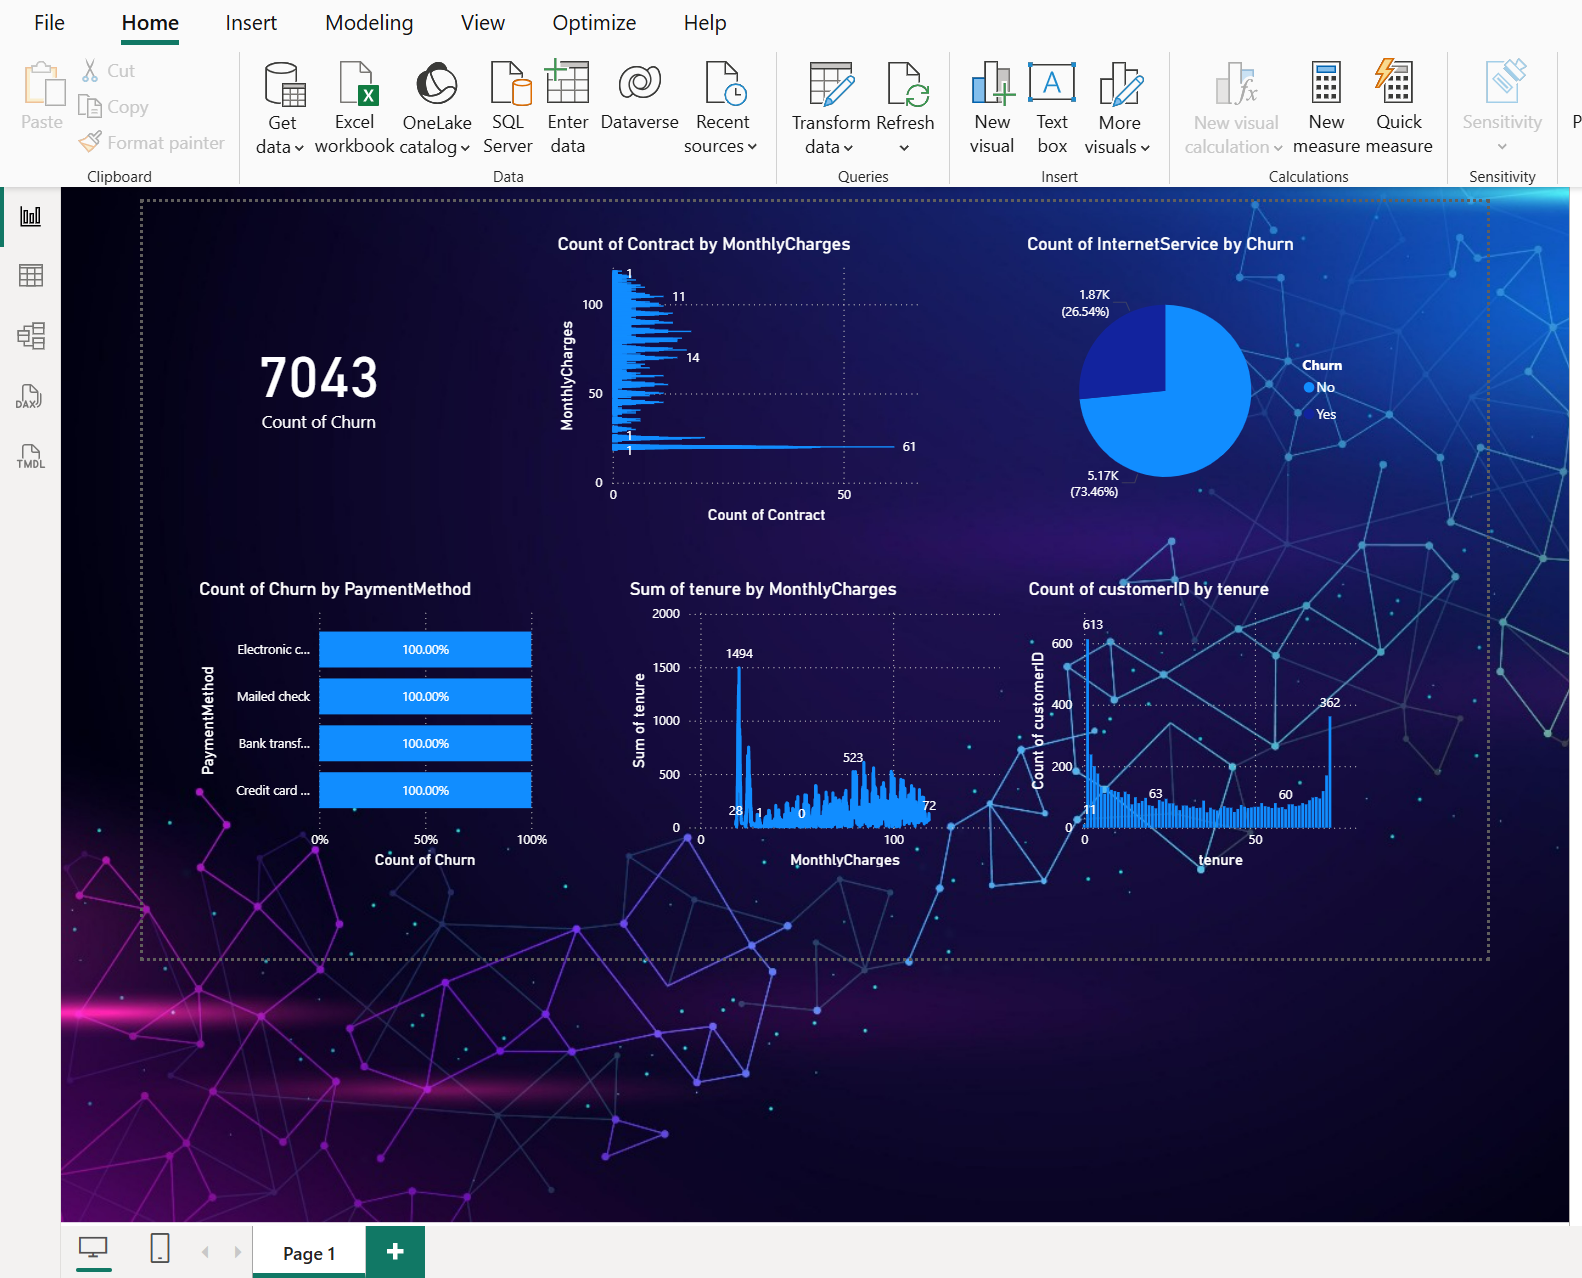 File Home Insert Modeling View Optimize Help
Paste
Cut
Copy
Format painter
Clipboard
Get data
Excel workbook
OneLake catalog
SQL Server
Enter data
Dataverse
Recent sources
Data
Transform data
Refresh
Queries
New visual
Text box
More visuals
Insert
New visual calculation
New measure
Quick measure
Calculations
Sensitivity
Sensitivity
P
DAX
TMDL
7043
Count of Churn
Count of Contract by MonthlyCharges
MonthlyCharges
100
50
0
1
11
14
1
61
1
0 50
Count of Contract
Count of InternetService by Churn
1.87K
(26.54%)
5.17K
(73.46%)
Churn
No
Yes
Count of Churn by PaymentMethod
PaymentMethod
Electronic c... 100.00%
Mailed check 100.00%
Bank transf... 100.00%
Credit card ... 100.00%
0% 50% 100%
Count of Churn
Sum of tenure by MonthlyCharges
Sum of tenure
2000
1500
1000
500
0
1494
523
28 1 0 72
0 100
MonthlyCharges
Count of customerID by tenure
Count of customerID
613
600
400
200
0
362
11 63 60
0 50
tenure
Page 1